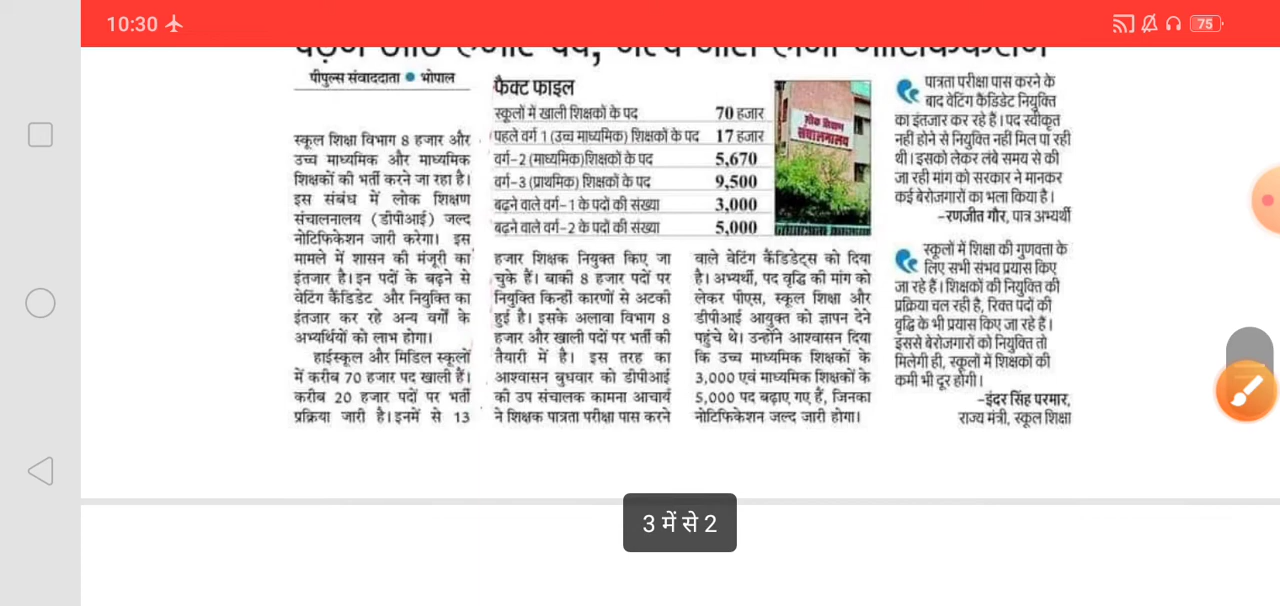 10:30
75
पीपुल्स संवाददाता ● भोपाल
स्कूल शिक्षा विभाग 8 हजार और
उच्च माध्यमिक और माध्यमिक
शिक्षकों की भर्ती करने जा रहा है।
इस संबंध में लोक शिक्षण
संचालनालय (डीपीआई) जल्द
नोटिफिकेशन जारी करेगा। इस
मामले में शासन की मंजूरी का
इंतजार है। इन पदों के बढ़ने से
वेटिंग कैंडिडेट और नियुक्ति का
इंतजार कर रहे अन्य वर्गों के
अभ्यर्थियों को लाभ होगा।
हाईस्कूल और मिडिल स्कूलों
में करीब 70 हजार पद खाली हैं।
करीब 20 हजार पदों पर भर्ती
प्रक्रिया जारी है। इनमें से 13
फैक्ट फाइल
स्कूलों में खाली शिक्षकों के पद 70 हजार
पहले वर्ग 1 (उच्च माध्यमिक) शिक्षकों के पद 17 हजार
वर्ग-2 (माध्यमिक)शिक्षकों के पद 5,670
वर्ग-3 (प्राथमिक) शिक्षकों के पद 9,500
बढ़ने वाले वर्ग-1 के पदों की संख्या 3,000
बढ़ने वाले वर्ग-2 के पदों की संख्या 5,000
लोक शिक्षण
संचालनालय
हजार शिक्षक नियुक्त किए जा
चुके हैं। बाकी 8 हजार पदों पर
नियुक्ति किन्हीं कारणों से अटकी
हुई है। इसके अलावा विभाग 8
हजार और खाली पदों पर भर्ती की
तैयारी में है। इस तरह का
आश्वासन बुधवार को डीपीआई
की उप संचालक कामना आचार्य
ने शिक्षक पात्रता परीक्षा पास करने
वाले वेटिंग कैंडिडेट्स को दिया
है। अभ्यर्थी, पद वृद्धि की मांग को
लेकर पीएस, स्कूल शिक्षा और
डीपीआई आयुक्त को ज्ञापन देने
पहुंचे थे। उन्होंने आश्वासन दिया
कि उच्च माध्यमिक शिक्षकों के
3,000 एवं माध्यमिक शिक्षकों के
5,000 पद बढ़ाए गए हैं, जिनका
नोटिफिकेशन जल्द जारी होगा।
पात्रता परीक्षा पास करने के
बाद वेटिंग कैंडिडेट नियुक्ति
का इंतजार कर रहे हैं। पद स्वीकृत
नहीं होने से नियुक्ति नहीं मिल पा रही
थी। इसको लेकर लंबे समय से की
जा रही मांग को सरकार ने मानकर
कई बेरोजगारों का भला किया है।
-रणजीत गौर, पात्र अभ्यर्थी
स्कूलों में शिक्षा की गुणवत्ता के
लिए सभी संभव प्रयास किए
जा रहे हैं। शिक्षकों की नियुक्ति की
प्रक्रिया चल रही है, रिक्त पदों की
वृद्धि के भी प्रयास किए जा रहे हैं।
इससे बेरोजगारों को नियुक्ति तो
मिलेगी ही, स्कूलों में शिक्षकों की
कमी भी दूर होगी।
-इंदर सिंह परमार,
राज्य मंत्री, स्कूल शिक्षा
3 में से 2